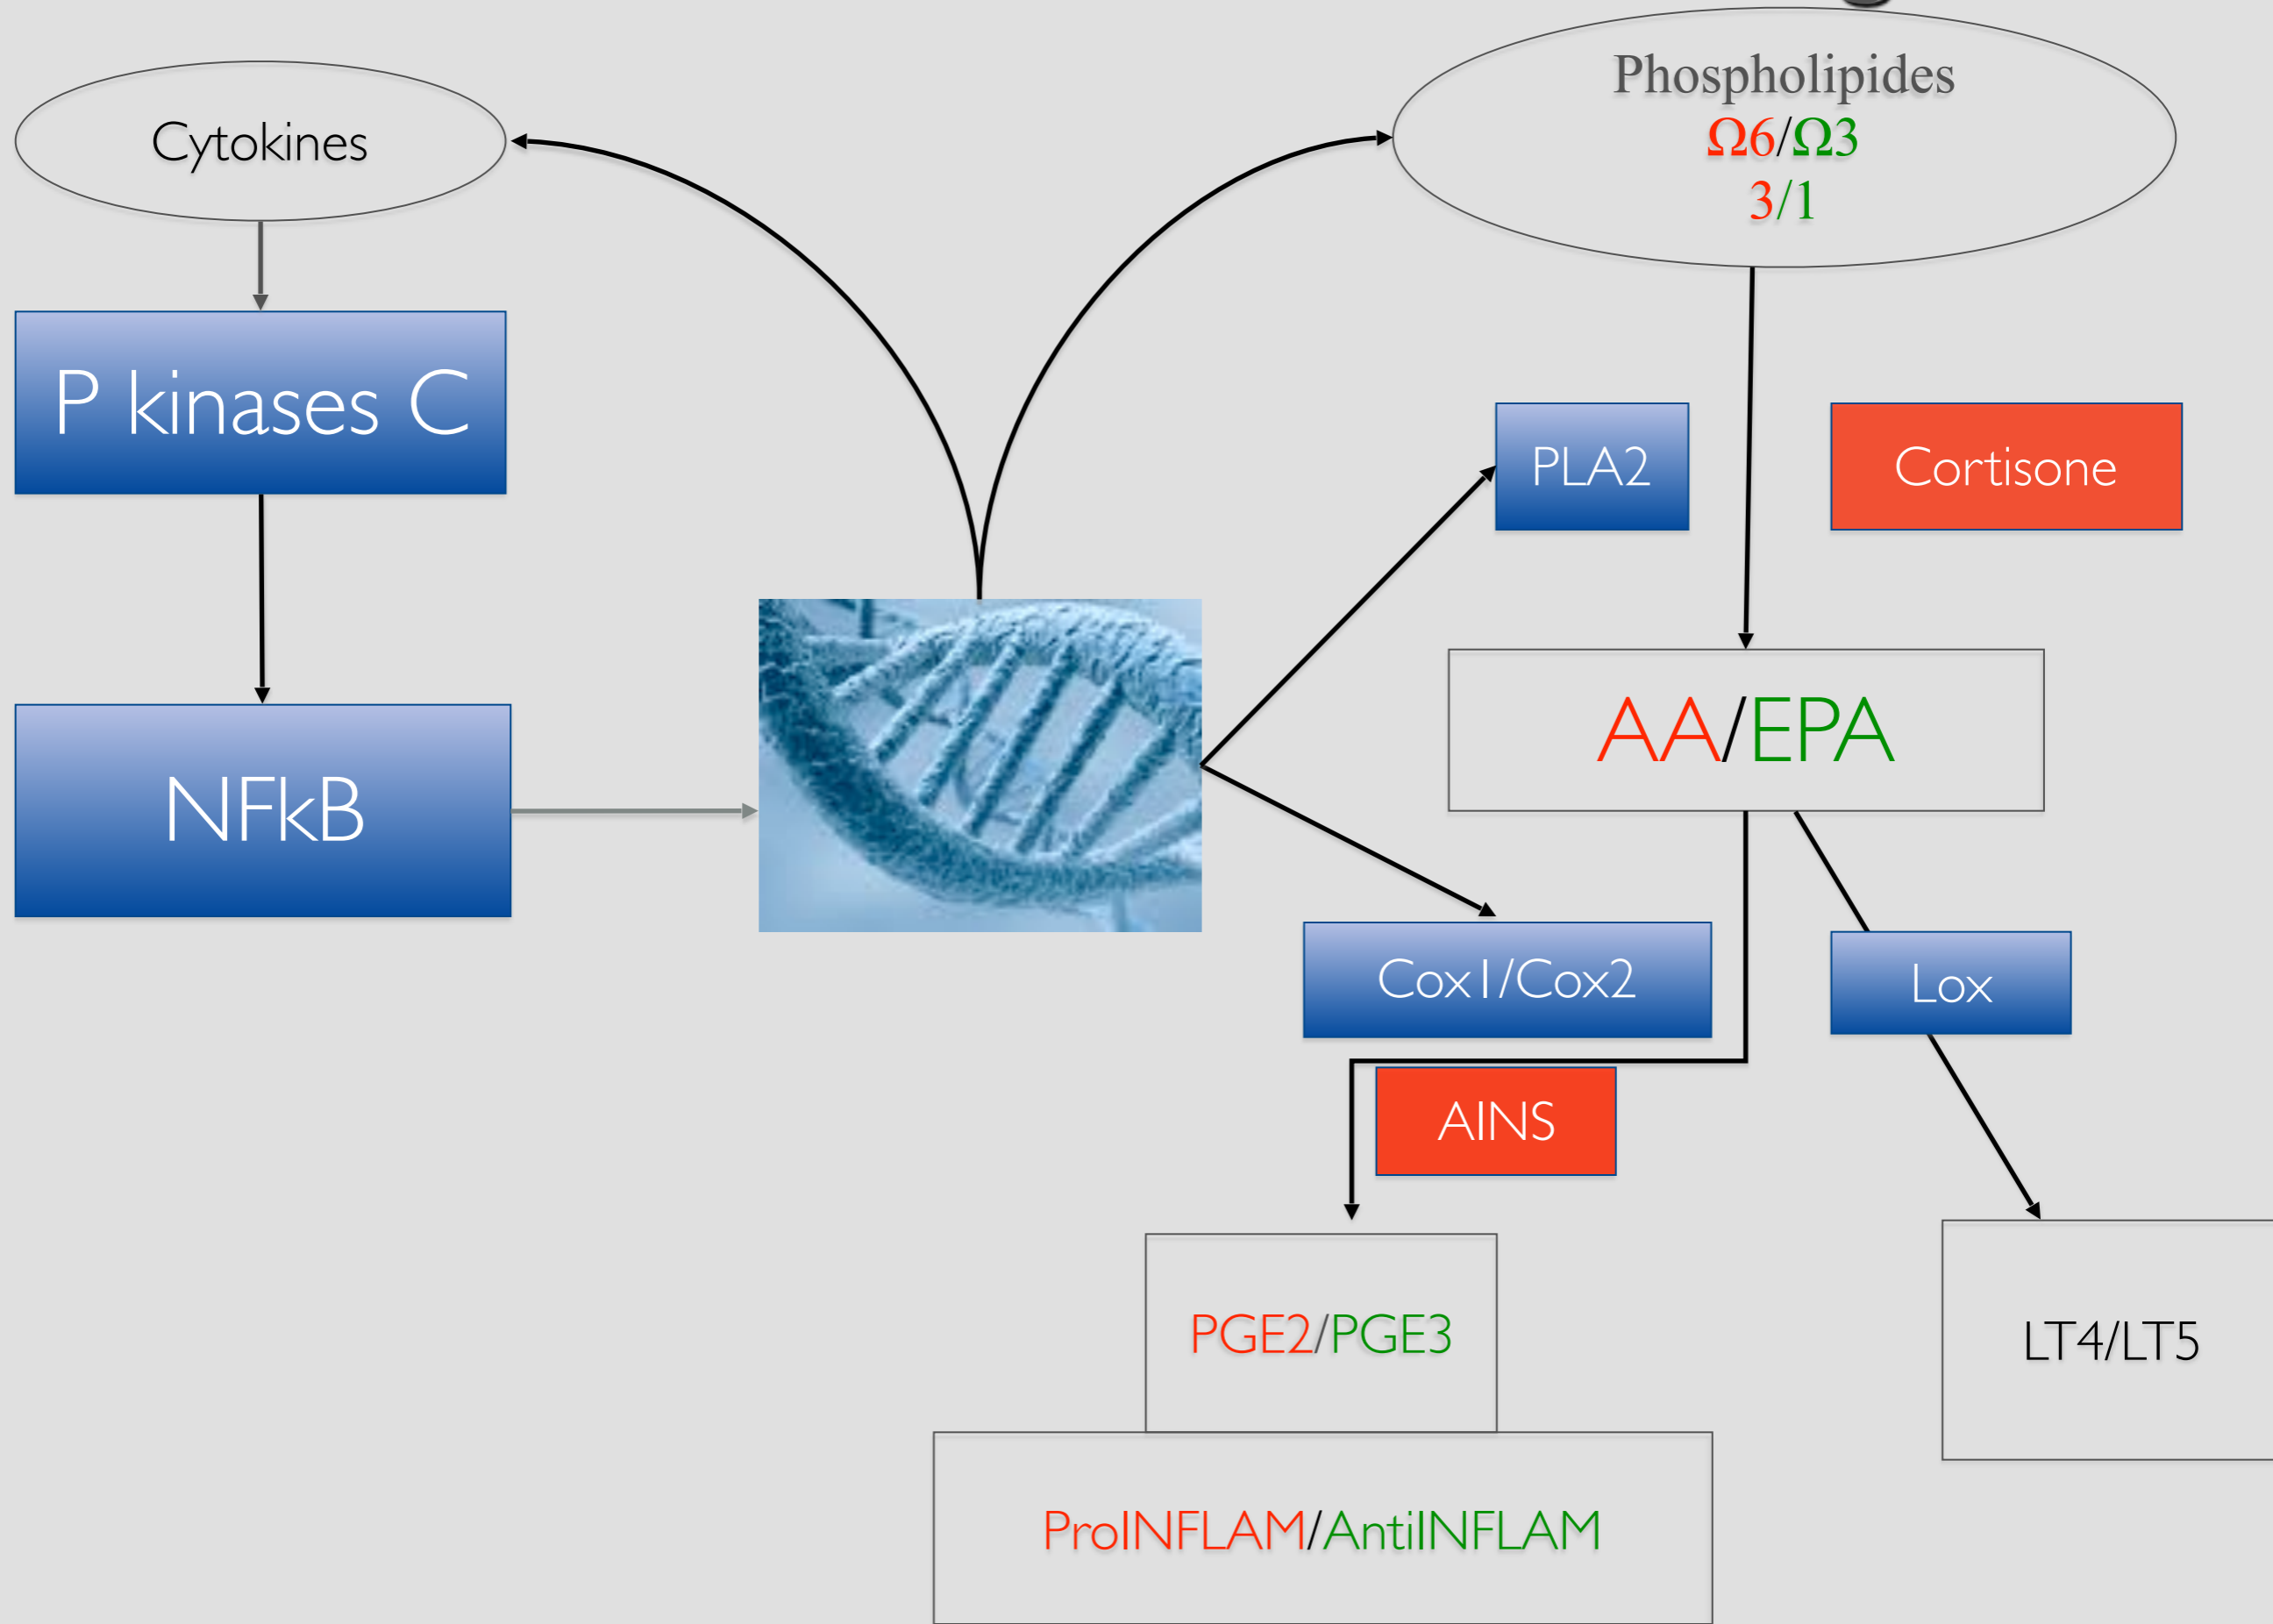 Phospholipides
Ω6/Ω3
3/1
Cytokines
P kinases C
PLA2
Cortisone
AA/EPA
NFkB
Cox1/Cox2
Lox
AINS
PGE2/PGE3
LT4/LT5
ProINFLAM/AntiINFLAM